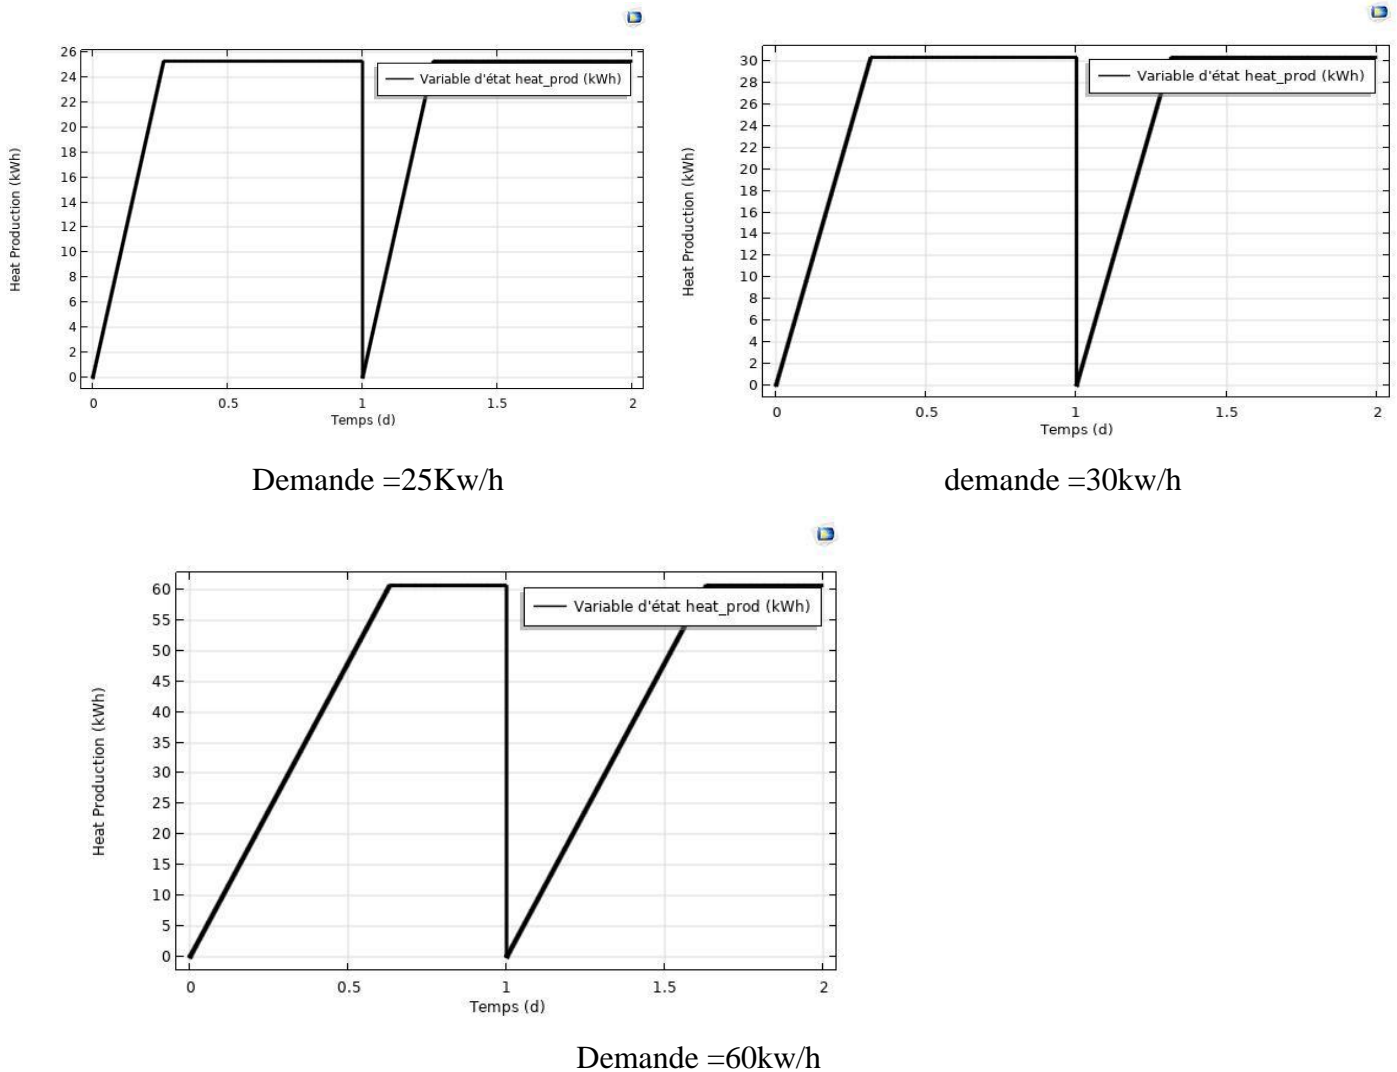 26
24
22
20
18
16
14
12
10
8
6
4
2
0
Heat Production (kWh)
Variable d'état heat_prod (kWh)
0 0.5 1 1.5 2
Temps (d)
30
28
26
24
22
20
18
16
14
12
10
8
6
4
2
0
Heat Production (kWh)
Variable d'état heat_prod (kWh)
0 0.5 1 1.5 2
Temps (d)
Demande =25Kw/h
demande =30kw/h
60
55
50
45
40
35
30
25
20
15
10
5
0
Heat Production (kWh)
Variable d'état heat_prod (kWh)
0 0.5 1 1.5 2
Temps (d)
Demande =60kw/h